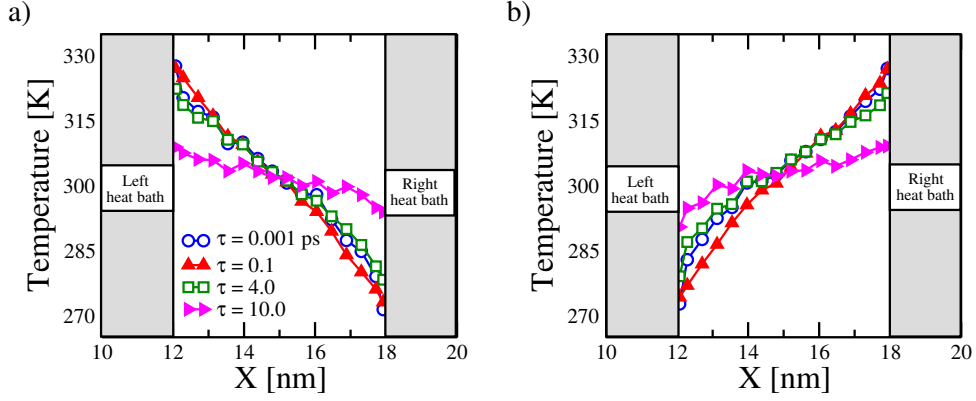 a)
Temperature [K]
330
315
300
285
270
Left
heat bath
Right
heat bath
τ = 0.001 ps
τ = 0.1
τ = 4.0
τ = 10.0
10
12
14
16
18
20
X [nm]
b)
Temperature [K]
330
315
300
285
270
Left
heat bath
Right
heat bath
10
12
14
16
18
20
X [nm]